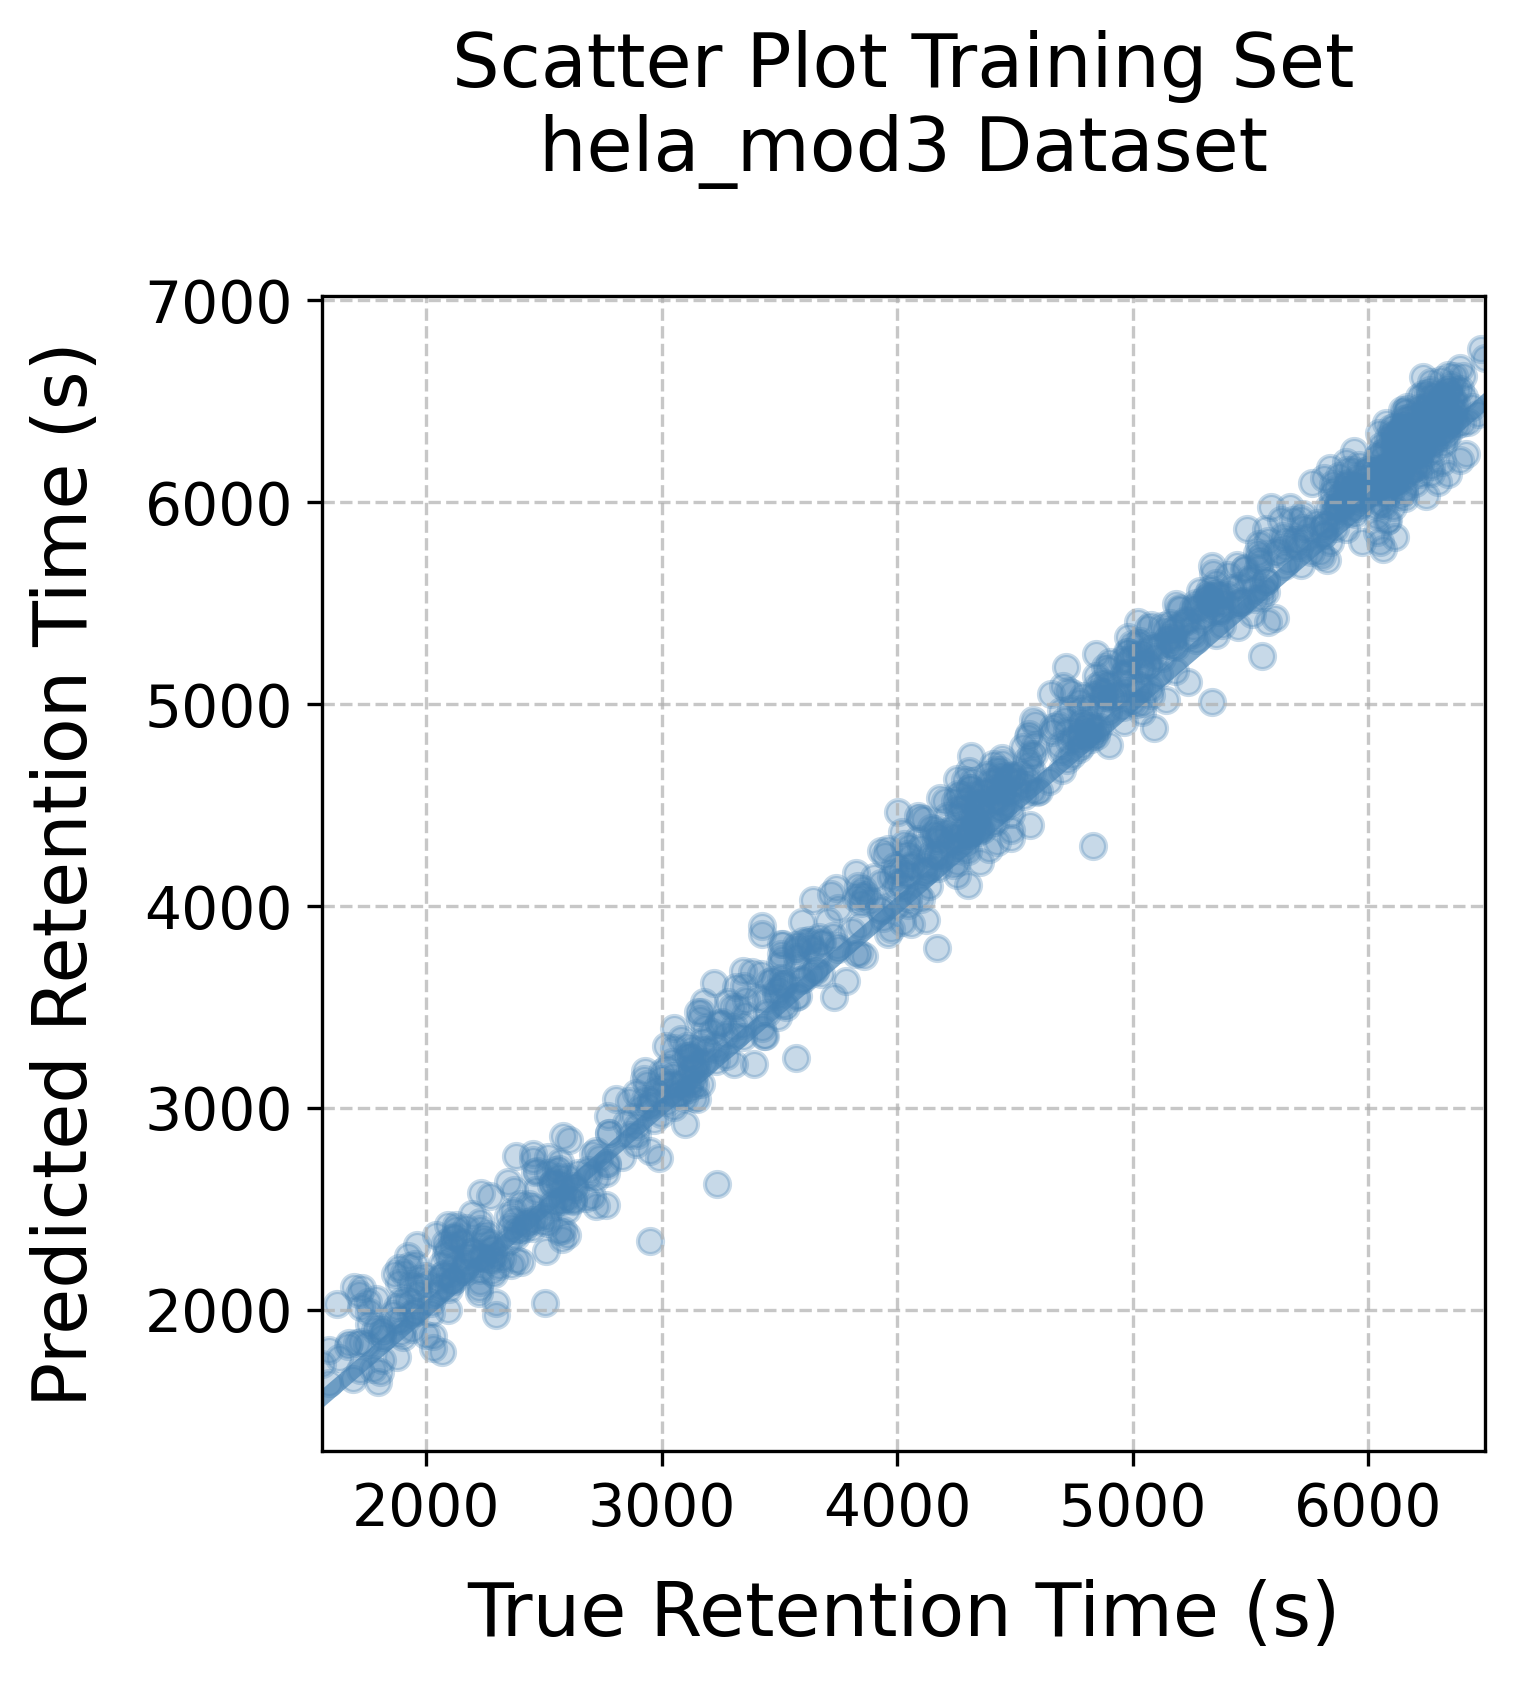 Scatter Plot Training Set
hela_mod3 Dataset
7000
6000
5000
4000
3000
2000
Predicted Retention Time (s)
2000
3000
4000
5000
6000
True Retention Time (s)